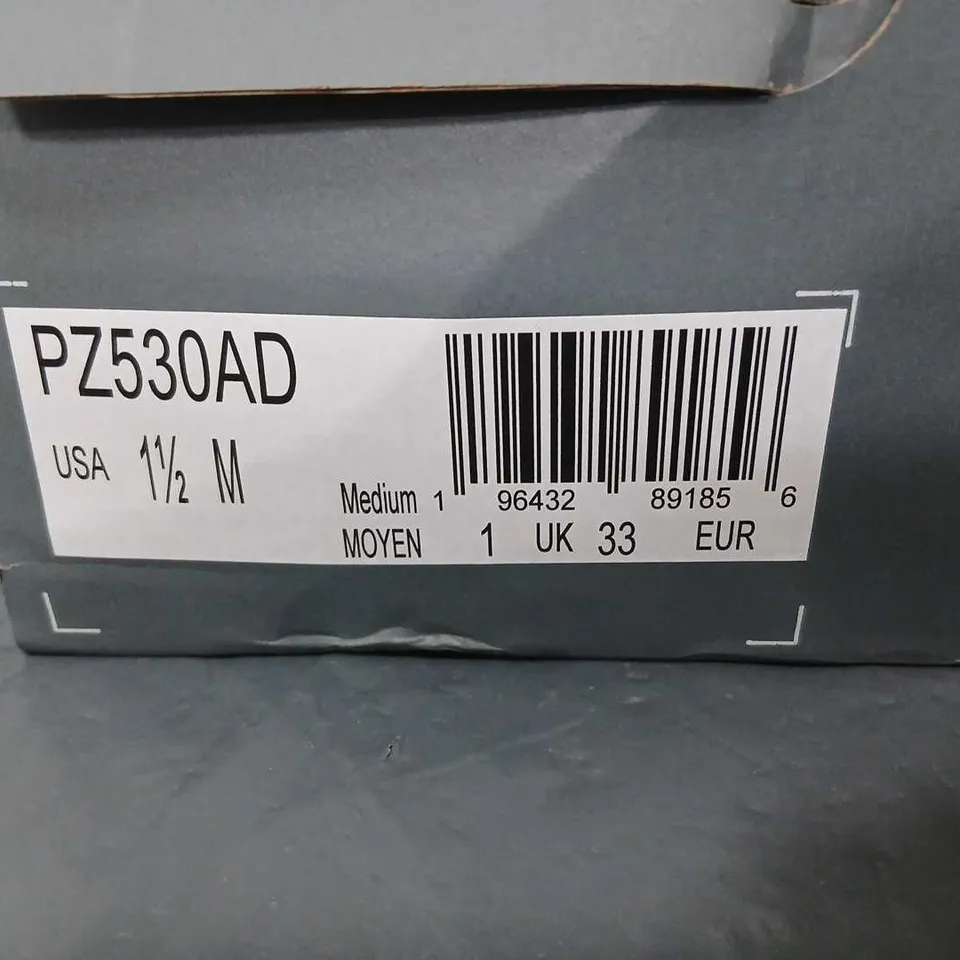 PZ530AD
USA 1½ M
Medium 1 96432 89185 6
MOYEN 1 UK 33 EUR